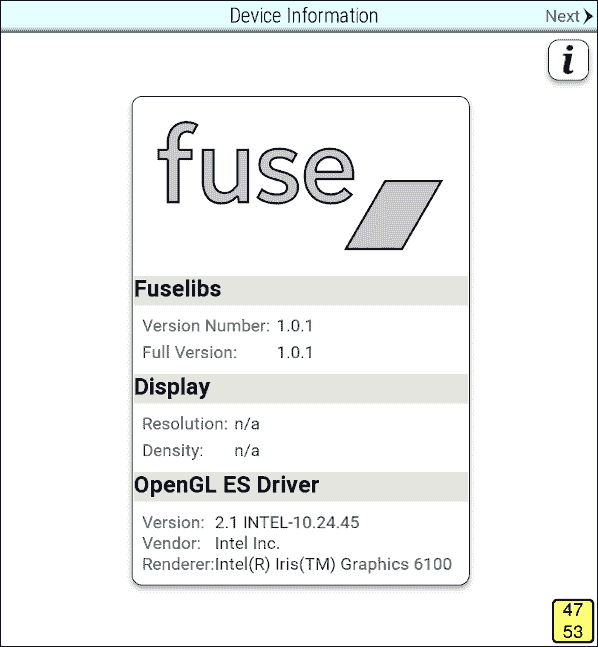 Device Information
Next
i
fuse
Fuselibs
Version Number: 1.0.1
Full Version: 1.0.1
Display
Resolution: n/a
Density: n/a
OpenGL ES Driver
Version: 2.1 INTEL-10.24.45
Vendor: Intel Inc.
Renderer:Intel(R) Iris(TM) Graphics 6100
47
53